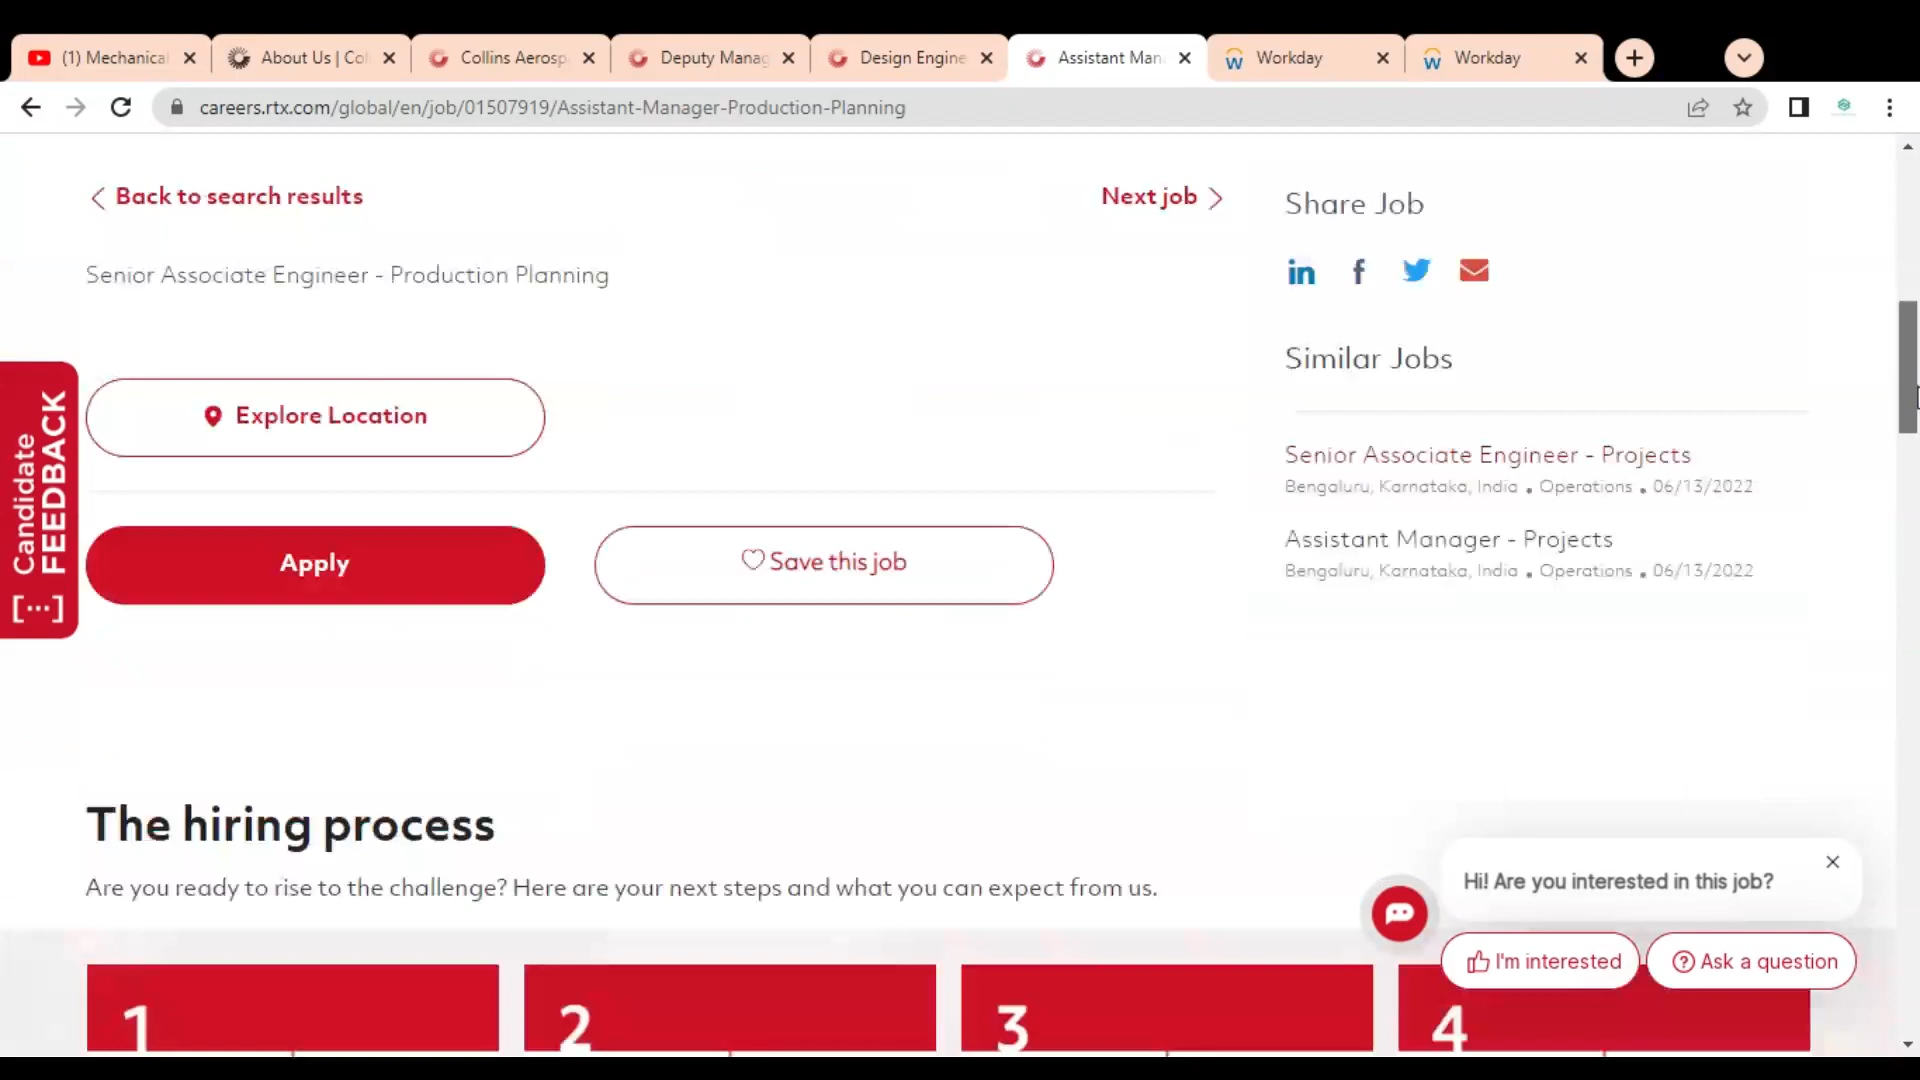 (1) Mechanical
About Us | Col
Collins Aerosp
Deputy Manag
Design Engine
Assistant Man
Workday
Workday
careers.rtx.com/global/en/job/01507919/Assistant-Manager-Production-Planning
Back to search results
Next job
Senior Associate Engineer - Production Planning
Explore Location
Apply
Save this job
Share Job
Similar Jobs
Senior Associate Engineer - Projects
Bengaluru, Karnataka, India • Operations • 06/13/2022
Assistant Manager - Projects
Bengaluru, Karnataka, India • Operations • 06/13/2022
Candidate
FEEDBACK
[...]
The hiring process
Are you ready to rise to the challenge? Here are your next steps and what you can expect from us.
Hi! Are you interested in this job?
I'm interested
Ask a question
1
2
3
4